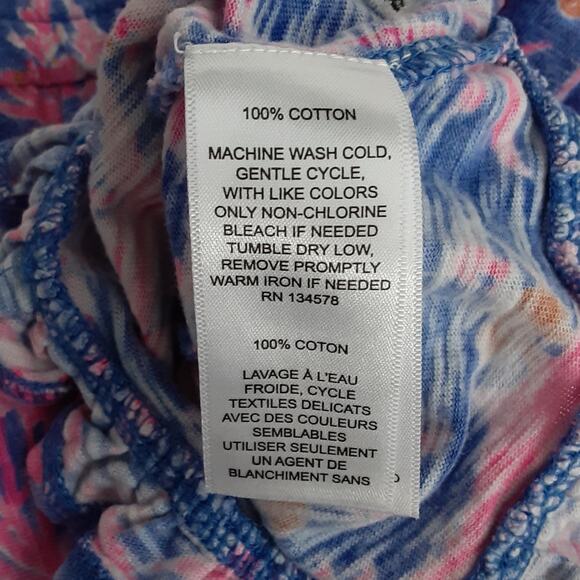 100% COTTON
MACHINE WASH COLD,
GENTLE CYCLE,
WITH LIKE COLORS
ONLY NON-CHLORINE
BLEACH IF NEEDED
TUMBLE DRY LOW,
REMOVE PROMPTLY
WARM IRON IF NEEDED
RN 134578
100% COTON
LAVAGE À L'EAU
FROIDE, CYCLE
TEXTILES DELICATS
AVEC DES COULEURS
SEMBLABLES
UTILISER SEULEMENT
UN AGENT DE
BLANCHIMENT SANS